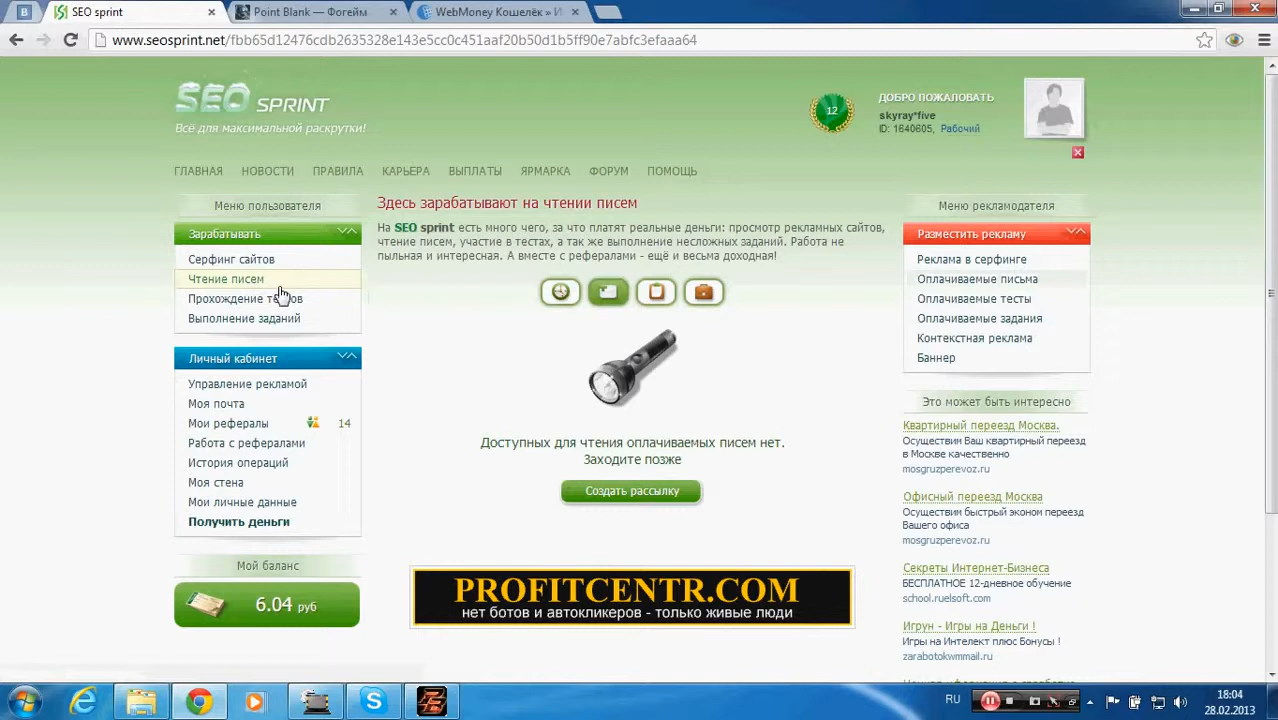 SEO sprint
Point Blank — Фогейм
WebMoney Кошелёк » И
www.seosprint.net/fbb65d12476cdb2635328e143e5cc0c451aaf20b50d1b5ff90e7abfc3efaaa64
SEO SPRINT
Всё для максимальной раскрутки!
12
ДОБРО ПОЖАЛОВАТЬ
skyray*five
ID: 1640605, Рабочий
ГЛАВНАЯ НОВОСТИ ПРАВИЛА КАРЬЕРА ВЫПЛАТЫ ЯРМАРКА ФОРУМ ПОМОЩЬ
Меню пользователя
Зарабатывать
Серфинг сайтов
Чтение писем
Прохождение
Выполнение заданий
Личный кабинет
Управление рекламой
Моя почта
Мои рефералы 14
Работа с рефералами
История операций
Моя стена
Мои личные данные
Получить деньги
Мой баланс
6.04 руб
Здесь зарабатывают на чтении писем
На SEO sprint есть много чего, за что платят реальные деньги: просмотр рекламных сайтов,
чтение писем, участие в тестах, а так же выполнение несложных заданий. Работа не
пыльная и интересная. А вместе с рефералами - ещё и весьма доходная!
Доступных для чтения оплачиваемых писем нет.
Заходите позже
Создать рассылку
PROFITCENTR.COM
нет ботов и автокликеров - только живые люди
Меню рекламодателя
Разместить рекламу
Реклама в серфинге
Оплачиваемые письма
Оплачиваемые тесты
Оплачиваемые задания
Контекстная реклама
Баннер
Это может быть интересно
Квартирный переезд Москва.
Осуществим Ваш квартирный переезд
в Москве качественно
mosgruzperevoz.ru
Офисный переезд Москва
Осуществим быстрый эконом переезд
Вашего офиса
mosgruzperevoz.ru
Секреты Интернет-Бизнеса
БЕСПЛАТНОЕ 12-дневное обучение
school.ruelsoft.com
Игрун - Игры на Деньги !
Игры на Интелект плюс Бонусы !
zarabotokwmmail.ru
RU
18:04
28.02.2013